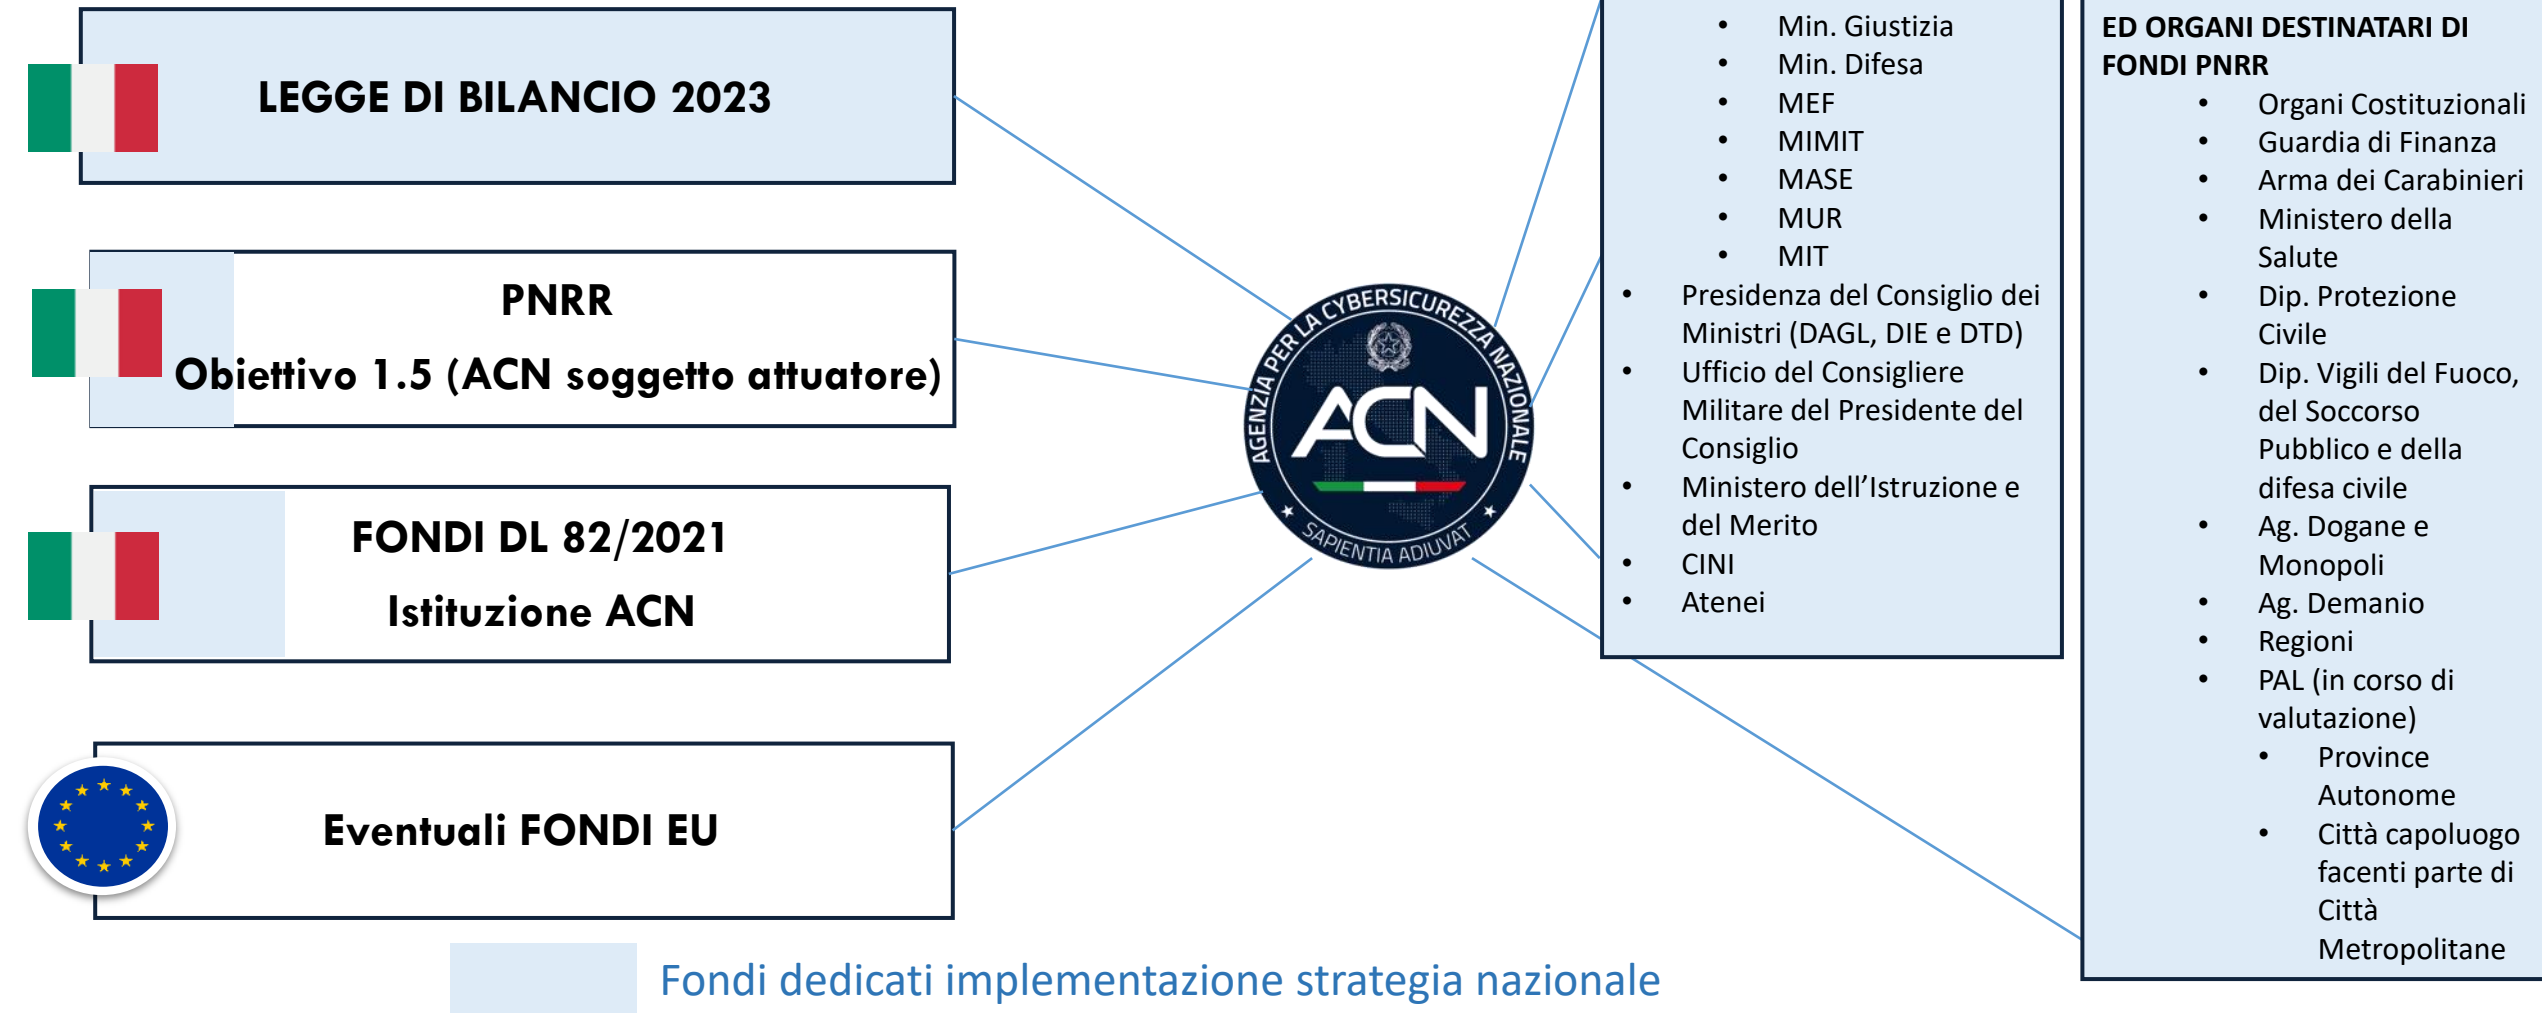 LEGGE DI BILANCIO 2023
PNRR
Obiettivo 1.5 (ACN soggetto attuatore)
FONDI DL 82/2021
Istituzione ACN
Eventuali FONDI EU
Fondi dedicati implementazione strategia nazionale
AGENZIA PER LA CYBERSICUREZZA NAZIONALE
ACN
SAPIENTIA ADIUVAT
• Min. Giustizia
• Min. Difesa
• MEF
• MIMIT
• MASE
• MUR
• MIT
• Presidenza del Consiglio dei
Ministri (DAGL, DIE e DTD)
• Ufficio del Consigliere
Militare del Presidente del
Consiglio
• Ministero dell’Istruzione e
del Merito
• CINI
• Atenei
ED ORGANI DESTINATARI DI
FONDI PNRR
• Organi Costituzionali
• Guardia di Finanza
• Arma dei Carabinieri
• Ministero della
Salute
• Dip. Protezione
Civile
• Dip. Vigili del Fuoco,
del Soccorso
Pubblico e della
difesa civile
• Ag. Dogane e
Monopoli
• Ag. Demanio
• Regioni
• PAL (in corso di
valutazione)
• Province
Autonome
• Città capoluogo
facenti parte di
Città
Metropolitane